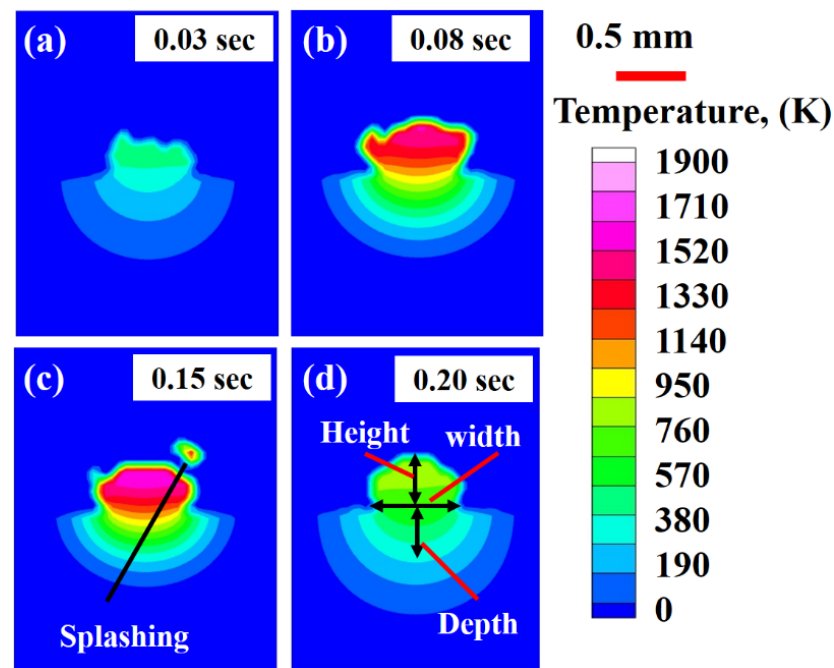 (a)
0.03 sec
(b)
0.08 sec
0.5 mm
Temperature, (K)
1900
1710
1520
1330
1140
950
760
570
380
190
0
(c)
0.15 sec
Splashing
(d)
0.20 sec
Height
width
Depth